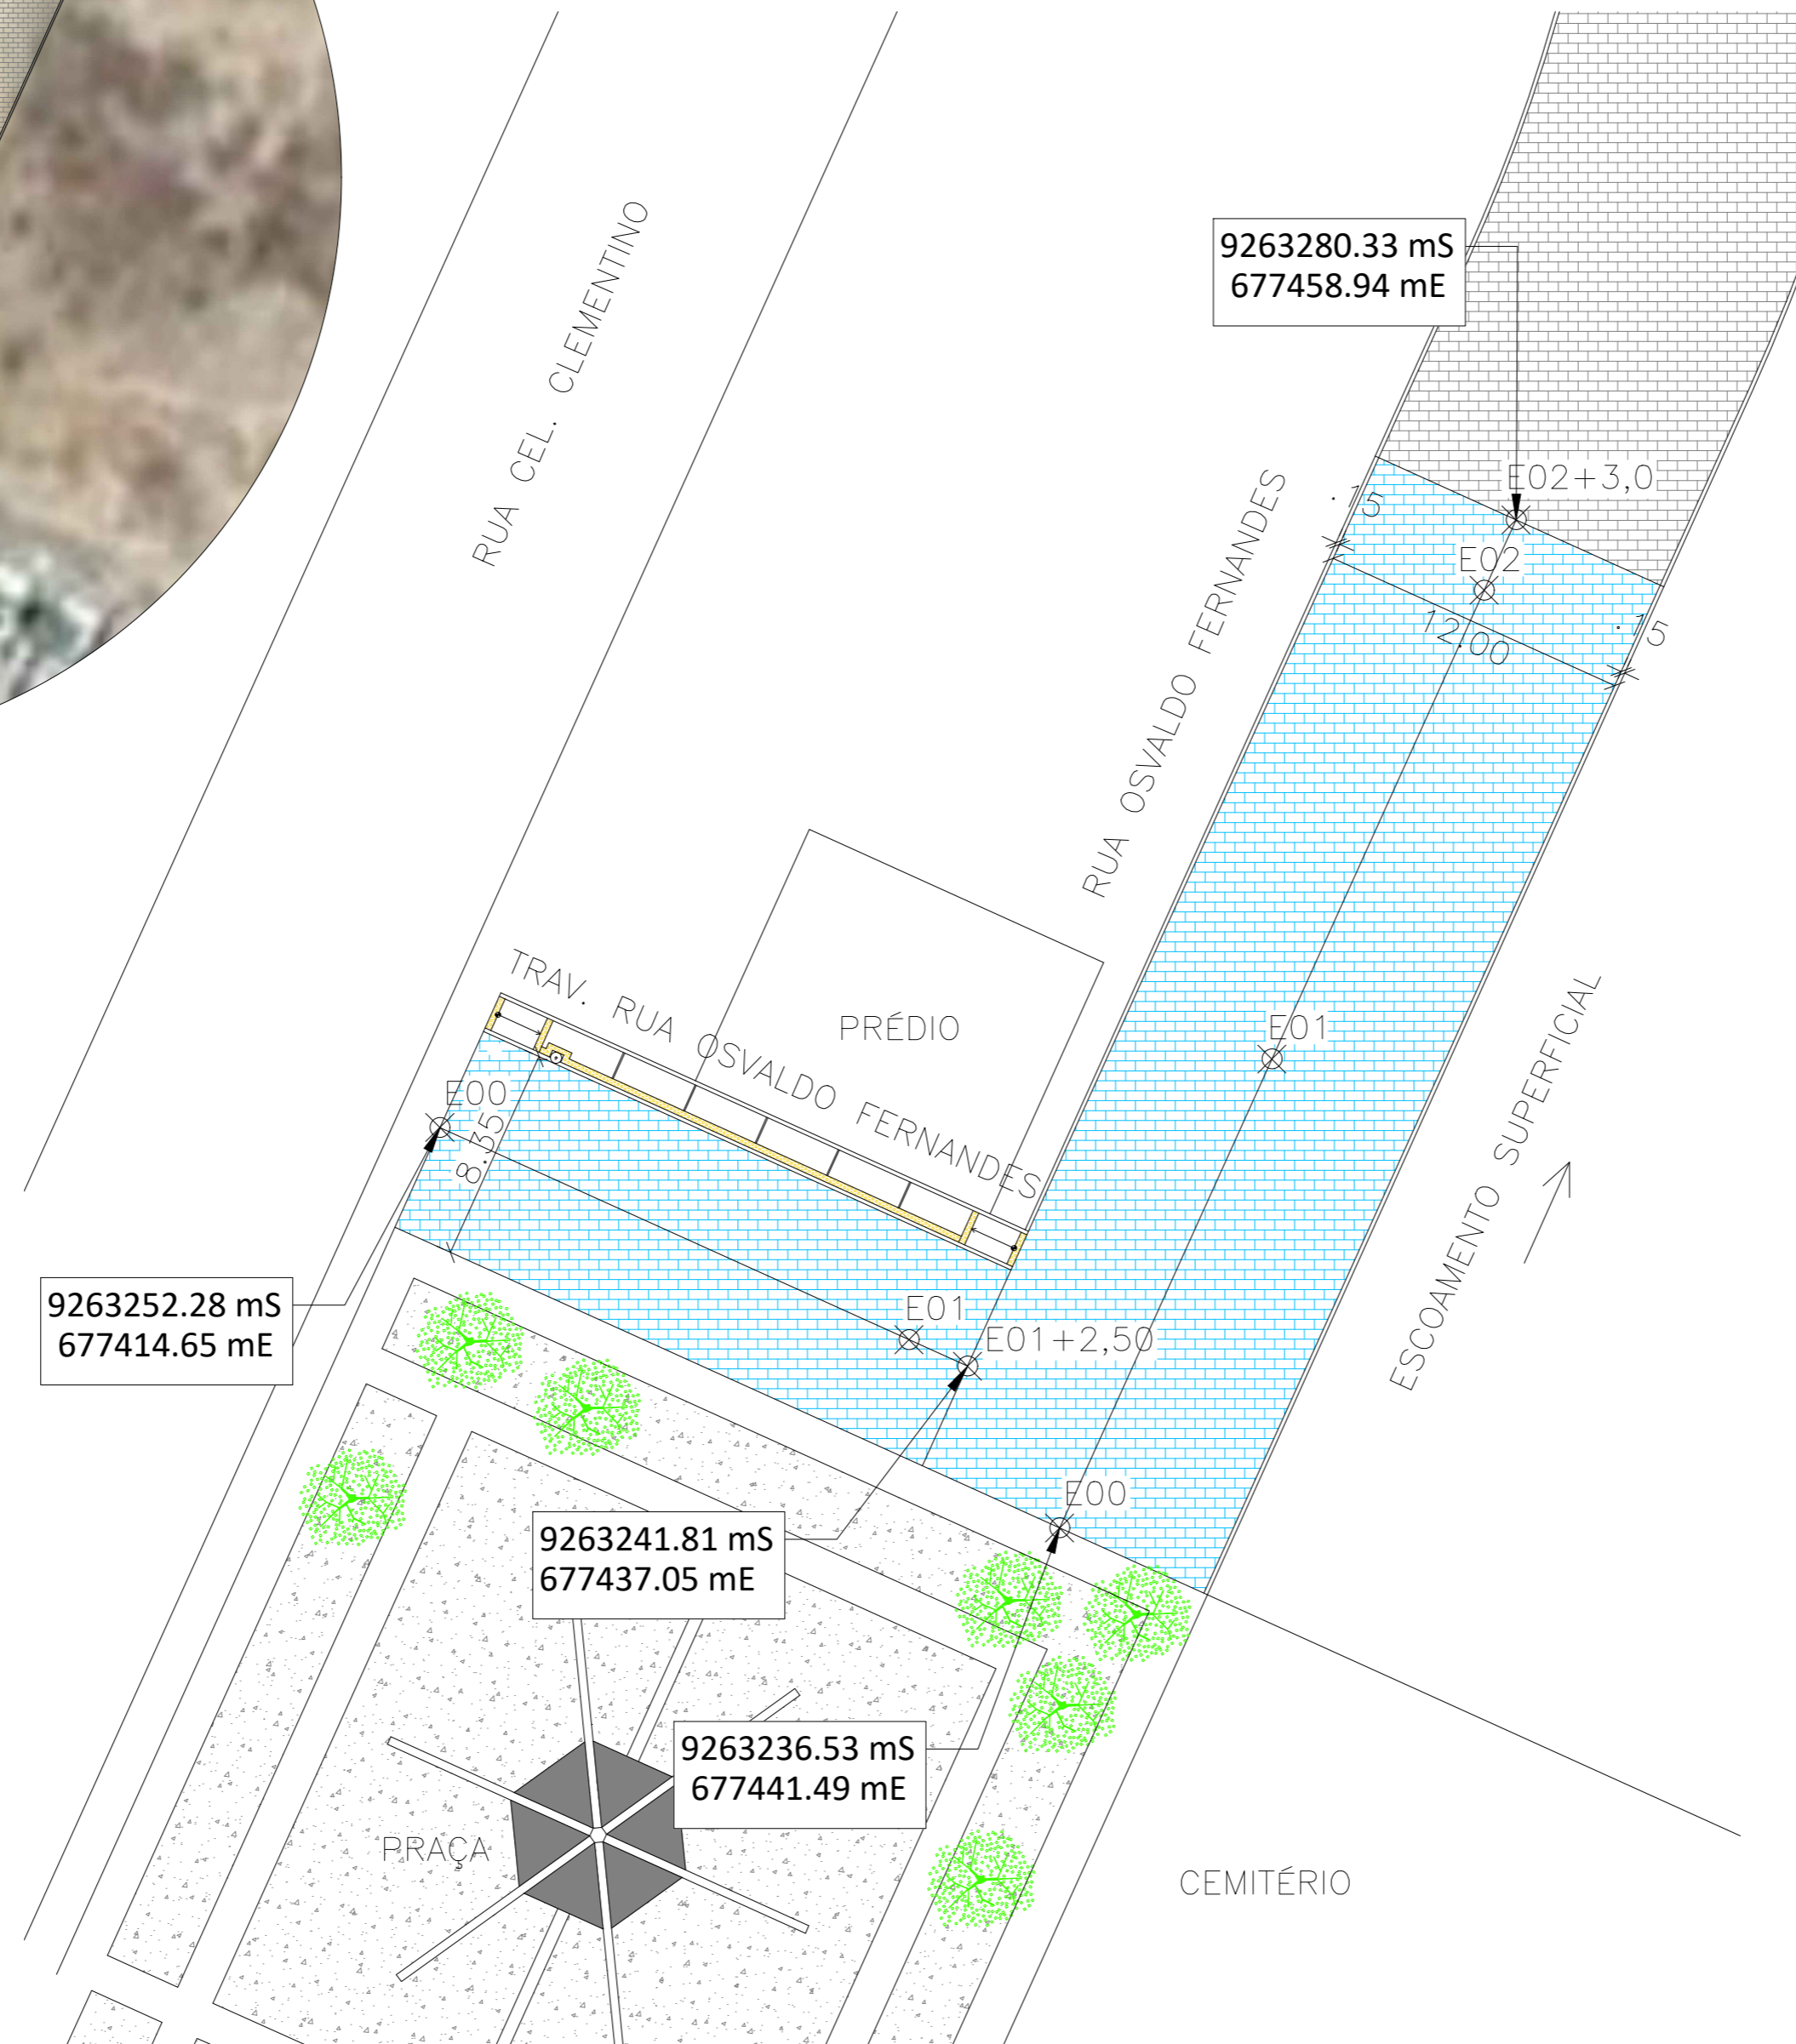 RUA CEL. CLEMENTINO
9263280.33 mS
677458.94 mE
E02+3,0
.15
E02
12.00
.15
RUA OSVALDO FERNANDES
TRAV. RUA OSVALDO FERNANDES
PRÉDIO
E01
E00
8.35
ESCOAMENTO SUPERFICIAL
9263252.28 mS
677414.65 mE
E01
E01+2,50
E00
9263241.81 mS
677437.05 mE
9263236.53 mS
677441.49 mE
PRAÇA
CEMITÉRIO